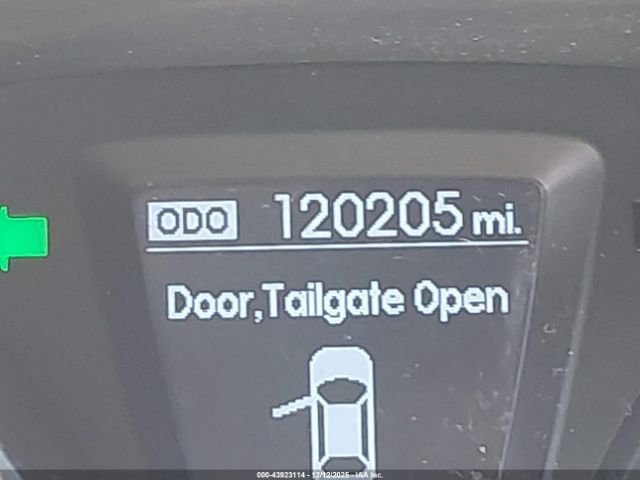 ODO 120205 mi.
Door,Tailgate Open
000-43923114 - 12/12/2025 - IAA Inc.